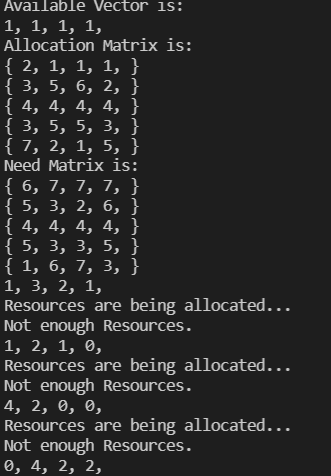 Available Vector is:
1, 1, 1, 1,
Allocation Matrix is:
{ 2, 1, 1, 1, }
{ 3, 5, 6, 2, }
{ 4, 4, 4, 4, }
{ 3, 5, 5, 3, }
{ 7, 2, 1, 5, }
Need Matrix is:
{ 6, 7, 7, 7, }
{ 5, 3, 2, 6, }
{ 4, 4, 4, 4, }
{ 5, 3, 3, 5, }
{ 1, 6, 7, 3, }
1, 3, 2, 1,
Resources are being allocated...
Not enough Resources.
1, 2, 1, 0,
Resources are being allocated...
Not enough Resources.
4, 2, 0, 0,
Resources are being allocated...
Not enough Resources.
0, 4, 2, 2,